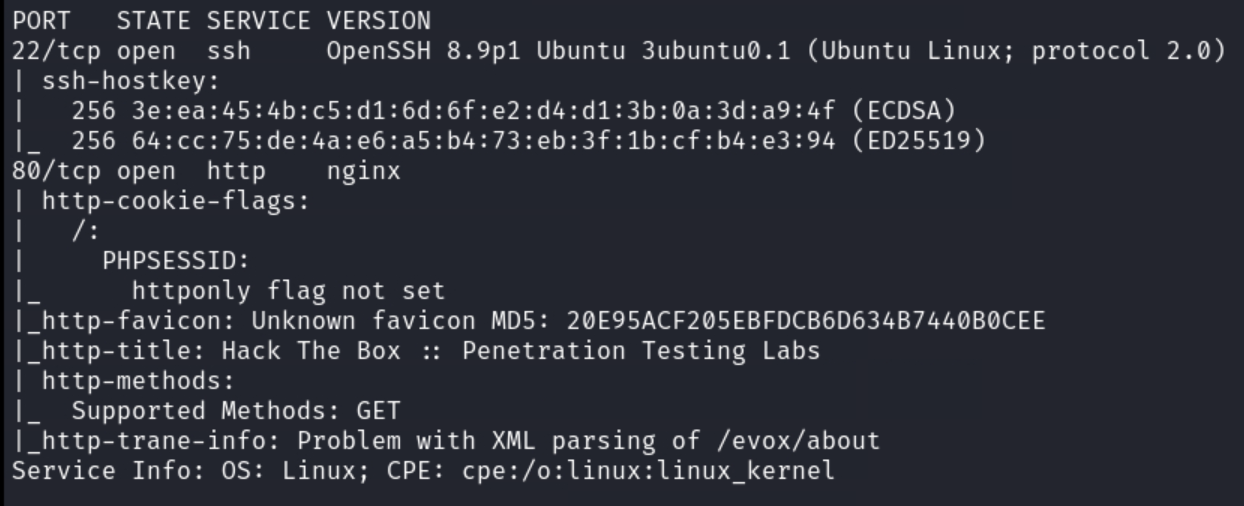 PORT   STATE SERVICE VERSION
22/tcp open  ssh     OpenSSH 8.9p1 Ubuntu 3ubuntu0.1 (Ubuntu Linux; protocol 2.0)
| ssh-hostkey:
|   256 3e:ea:45:4b:c5:d1:6d:6f:e2:d4:d1:3b:0a:3d:a9:4f (ECDSA)
|_  256 64:cc:75:de:4a:e6:a5:b4:73:eb:3f:1b:cf:b4:e3:94 (ED25519)
80/tcp open  http    nginx
| http-cookie-flags:
|   /:
|     PHPSESSID:
|_      httponly flag not set
|_http-favicon: Unknown favicon MD5: 20E95ACF205EBFDCB6D634B7440B0CEE
|_http-title: Hack The Box :: Penetration Testing Labs
| http-methods:
|_  Supported Methods: GET
|_http-trane-info: Problem with XML parsing of /evox/about
Service Info: OS: Linux; CPE: cpe:/o:linux:linux_kernel